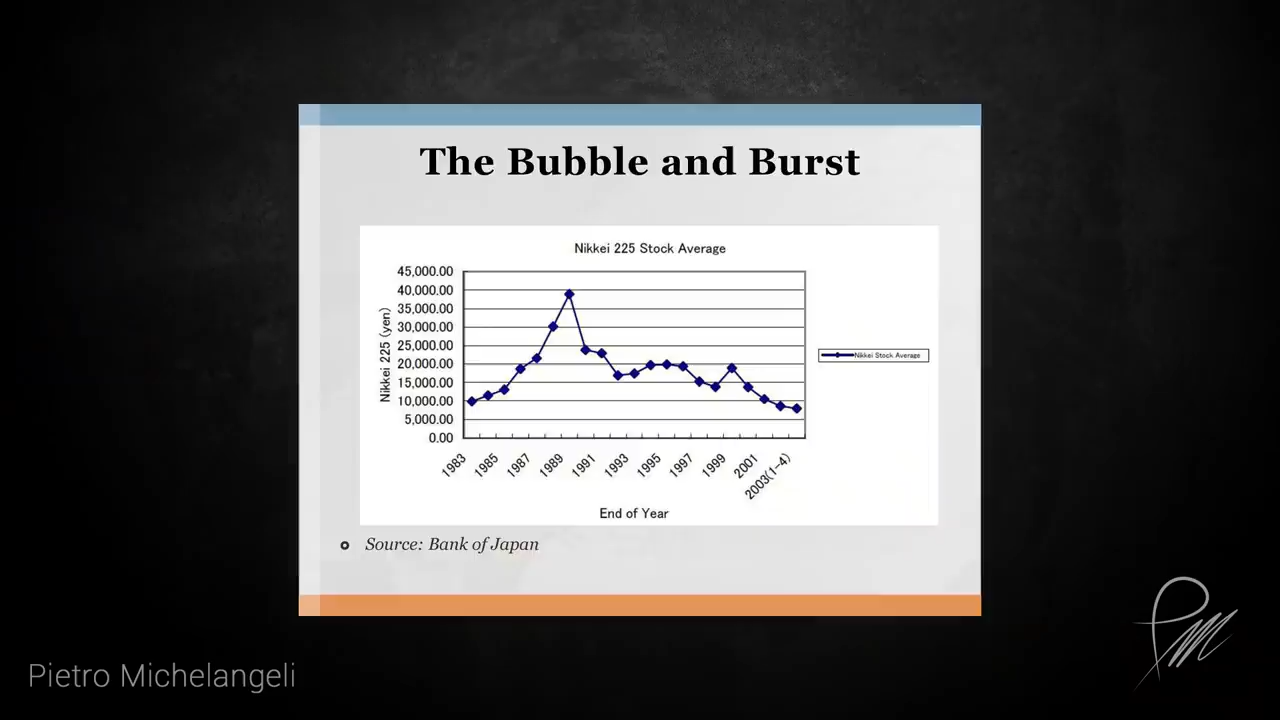 The Bubble and Burst
Nikkei 225 Stock Average
45,000.00
40,000.00
35,000.00
30,000.00
25,000.00
20,000.00
15,000.00
10,000.00
5,000.00
0.00
Nikkei 225 (yen)
Nikkei Stock Average
1983 1985 1987 1989 1991 1993 1995 1997 1999 2001 2003(1-4)
End of Year
Source: Bank of Japan
Pietro Michelangeli
PM